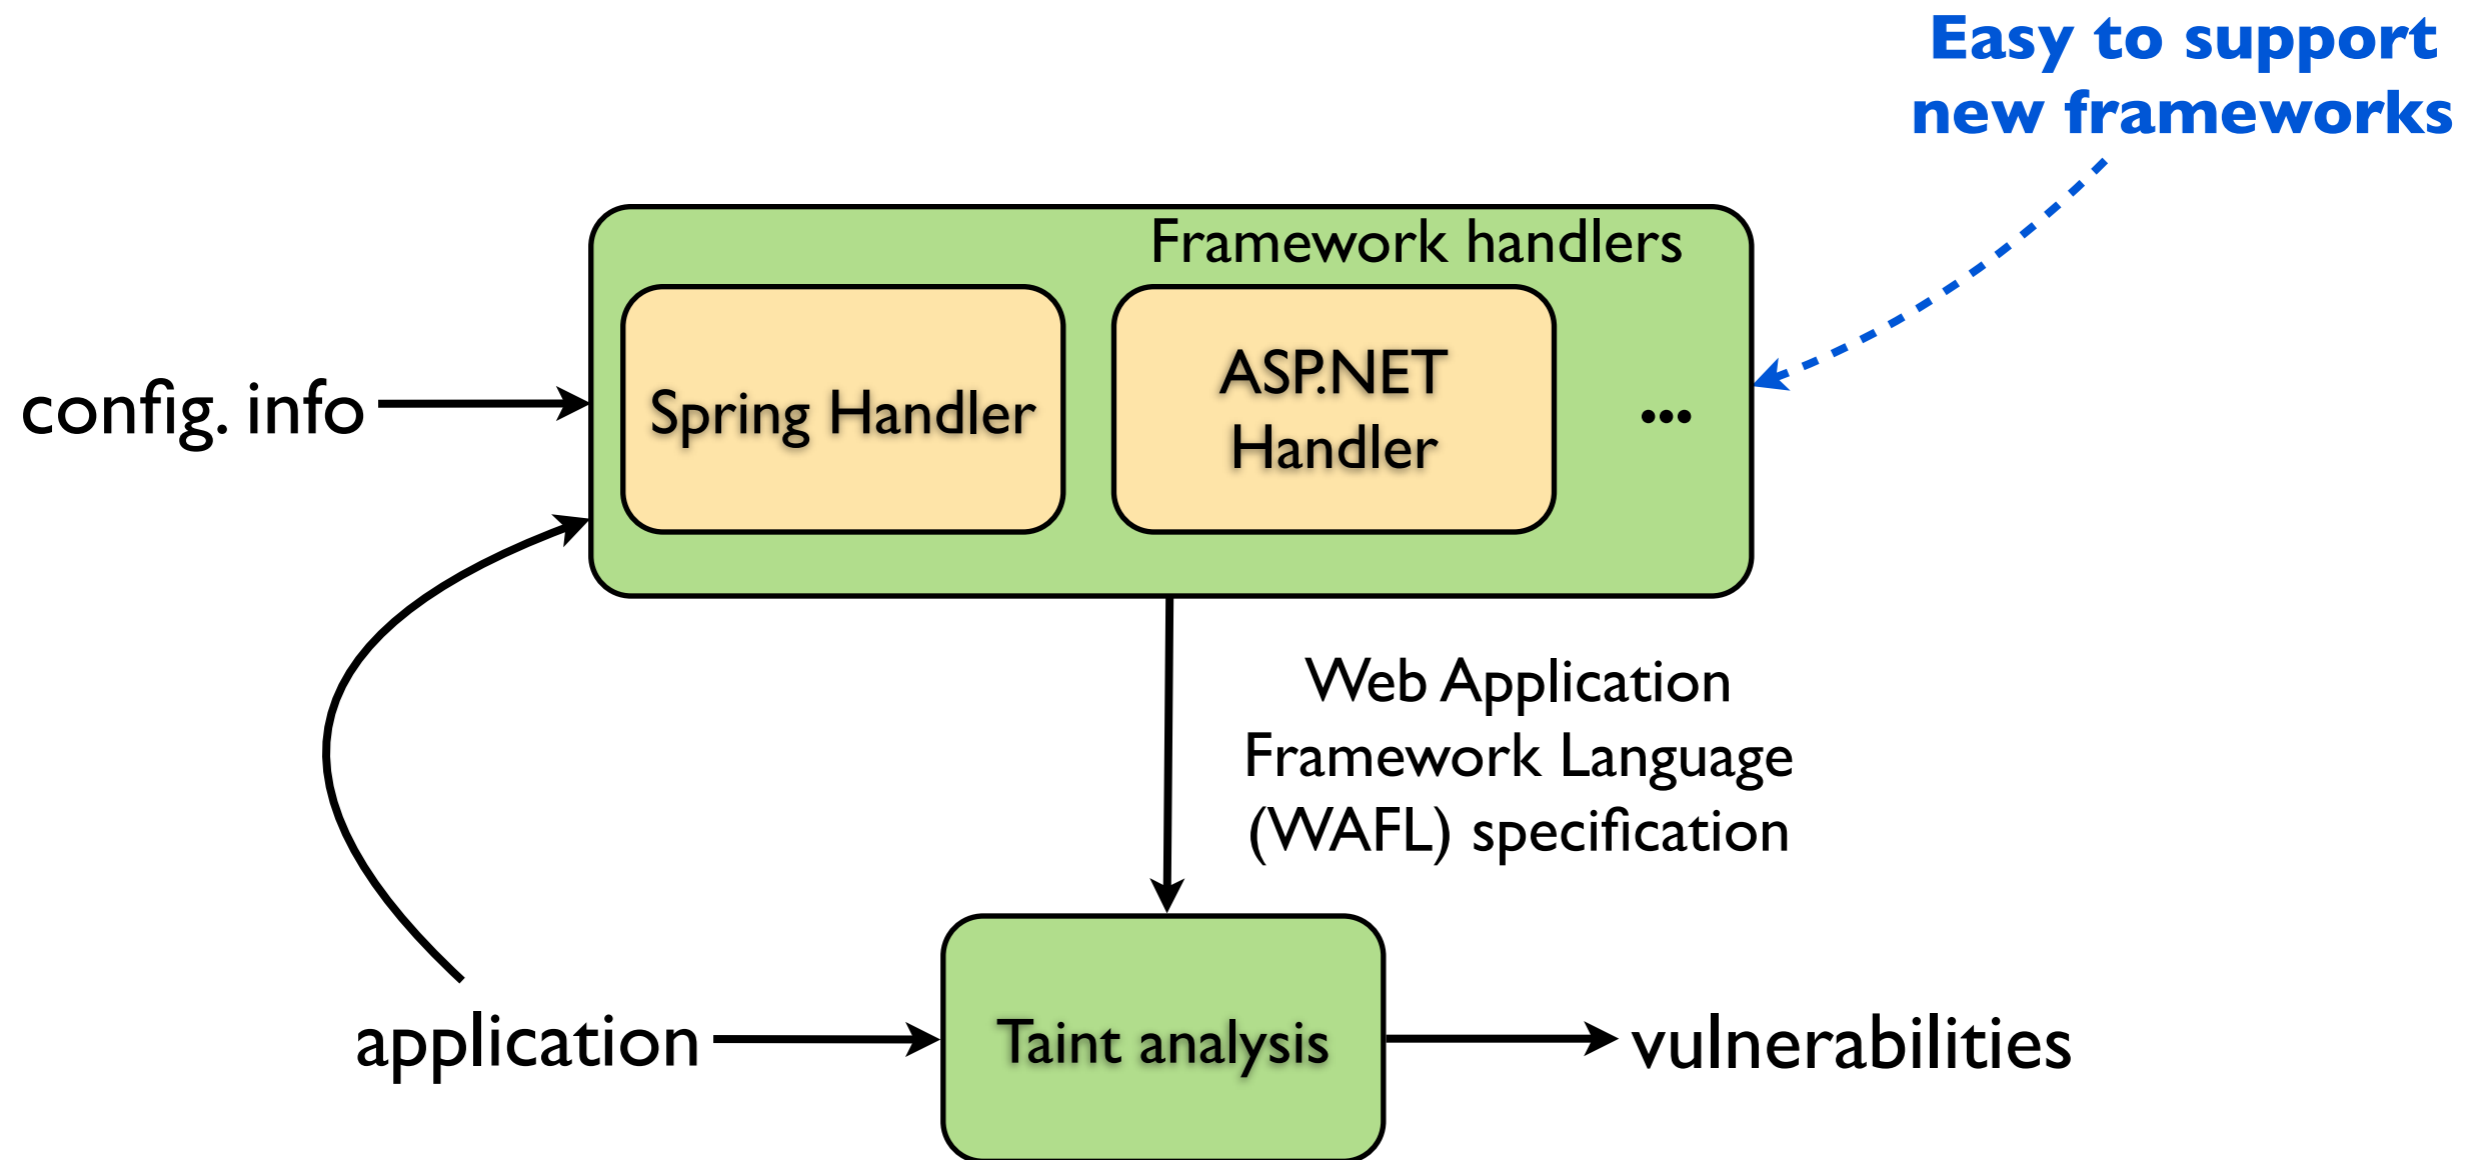 Easy to support
new frameworks
Framework handlers
config. info
Spring Handler
ASP.NET
Handler
...
Web Application
Framework Language
(WAFL) specification
application
Taint analysis
vulnerabilities